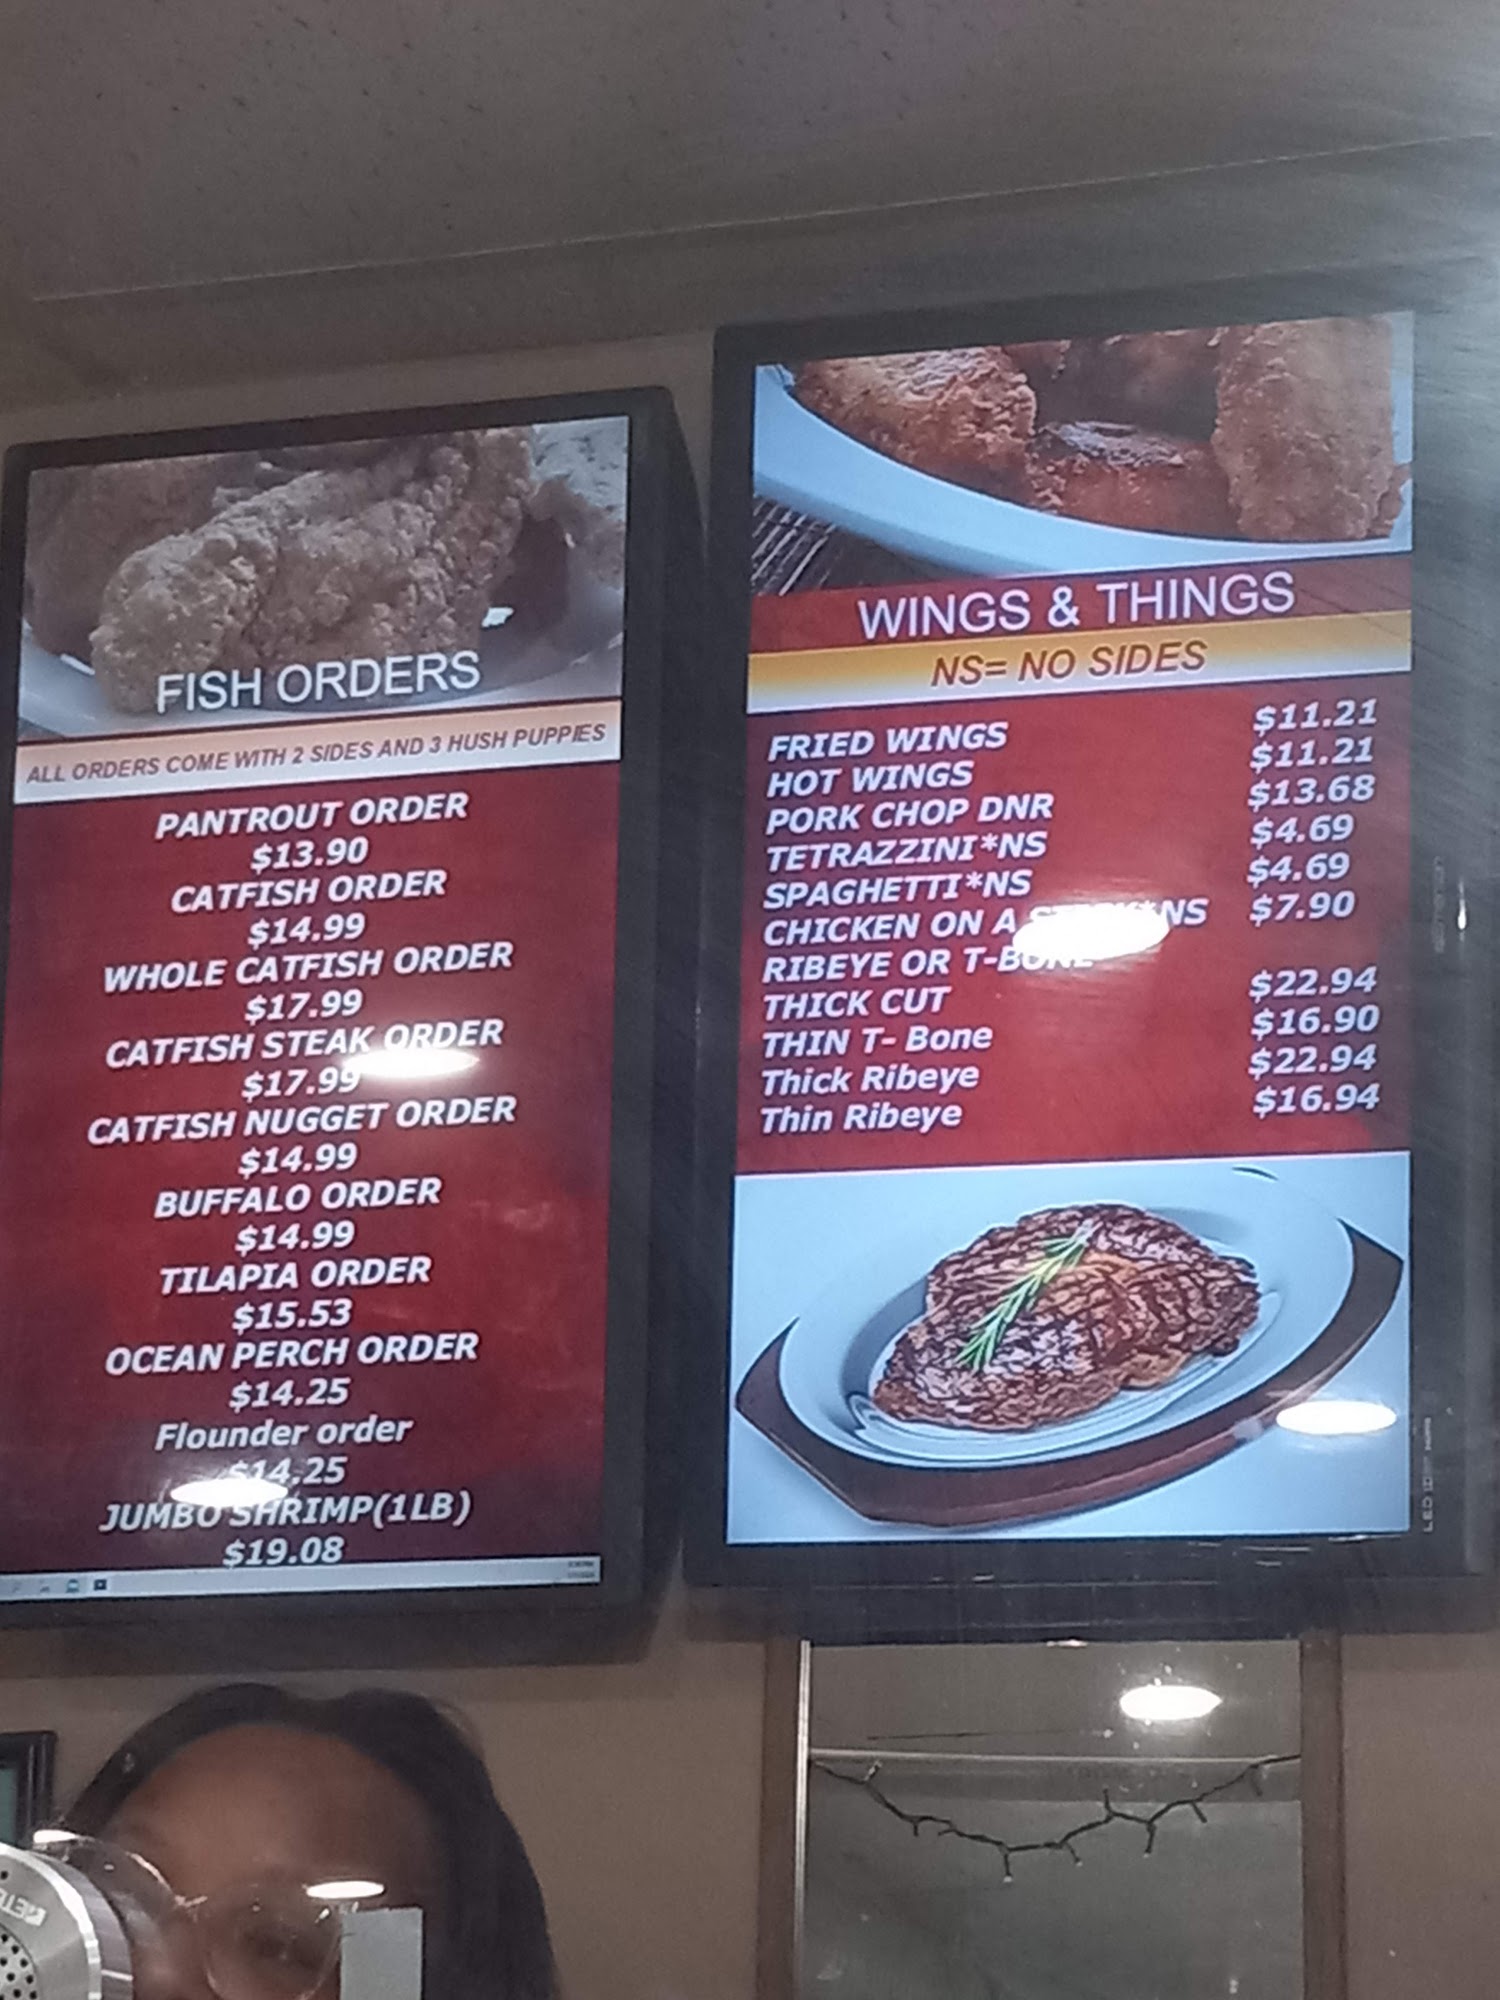 FISH ORDERS
ALL ORDERS COME WITH 2 SIDES AND 3 HUSH PUPPIES
PANTROUT ORDER
$13.90
CATFISH ORDER
$14.99
WHOLE CATFISH ORDER
$17.99
CATFISH STEAK ORDER
$17.99
CATFISH NUGGET ORDER
$14.99
BUFFALO ORDER
$14.99
TILAPIA ORDER
$15.53
OCEAN PERCH ORDER
$14.25
Flounder order
$14.25
JUMBO SHRIMP(1LB)
$19.08
WINGS & THINGS
NS= NO SIDES
FRIED WINGS $11.21
HOT WINGS $11.21
PORK CHOP DNR $13.68
TETRAZZINI*NS $4.69
SPAGHETTI*NS $4.69
CHICKEN ON A *NS $7.90
RIBEYE OR T-BONE
THICK CUT $22.94
THIN T- Bone $16.90
Thick Ribeye $22.94
Thin Ribeye $16.94
LED